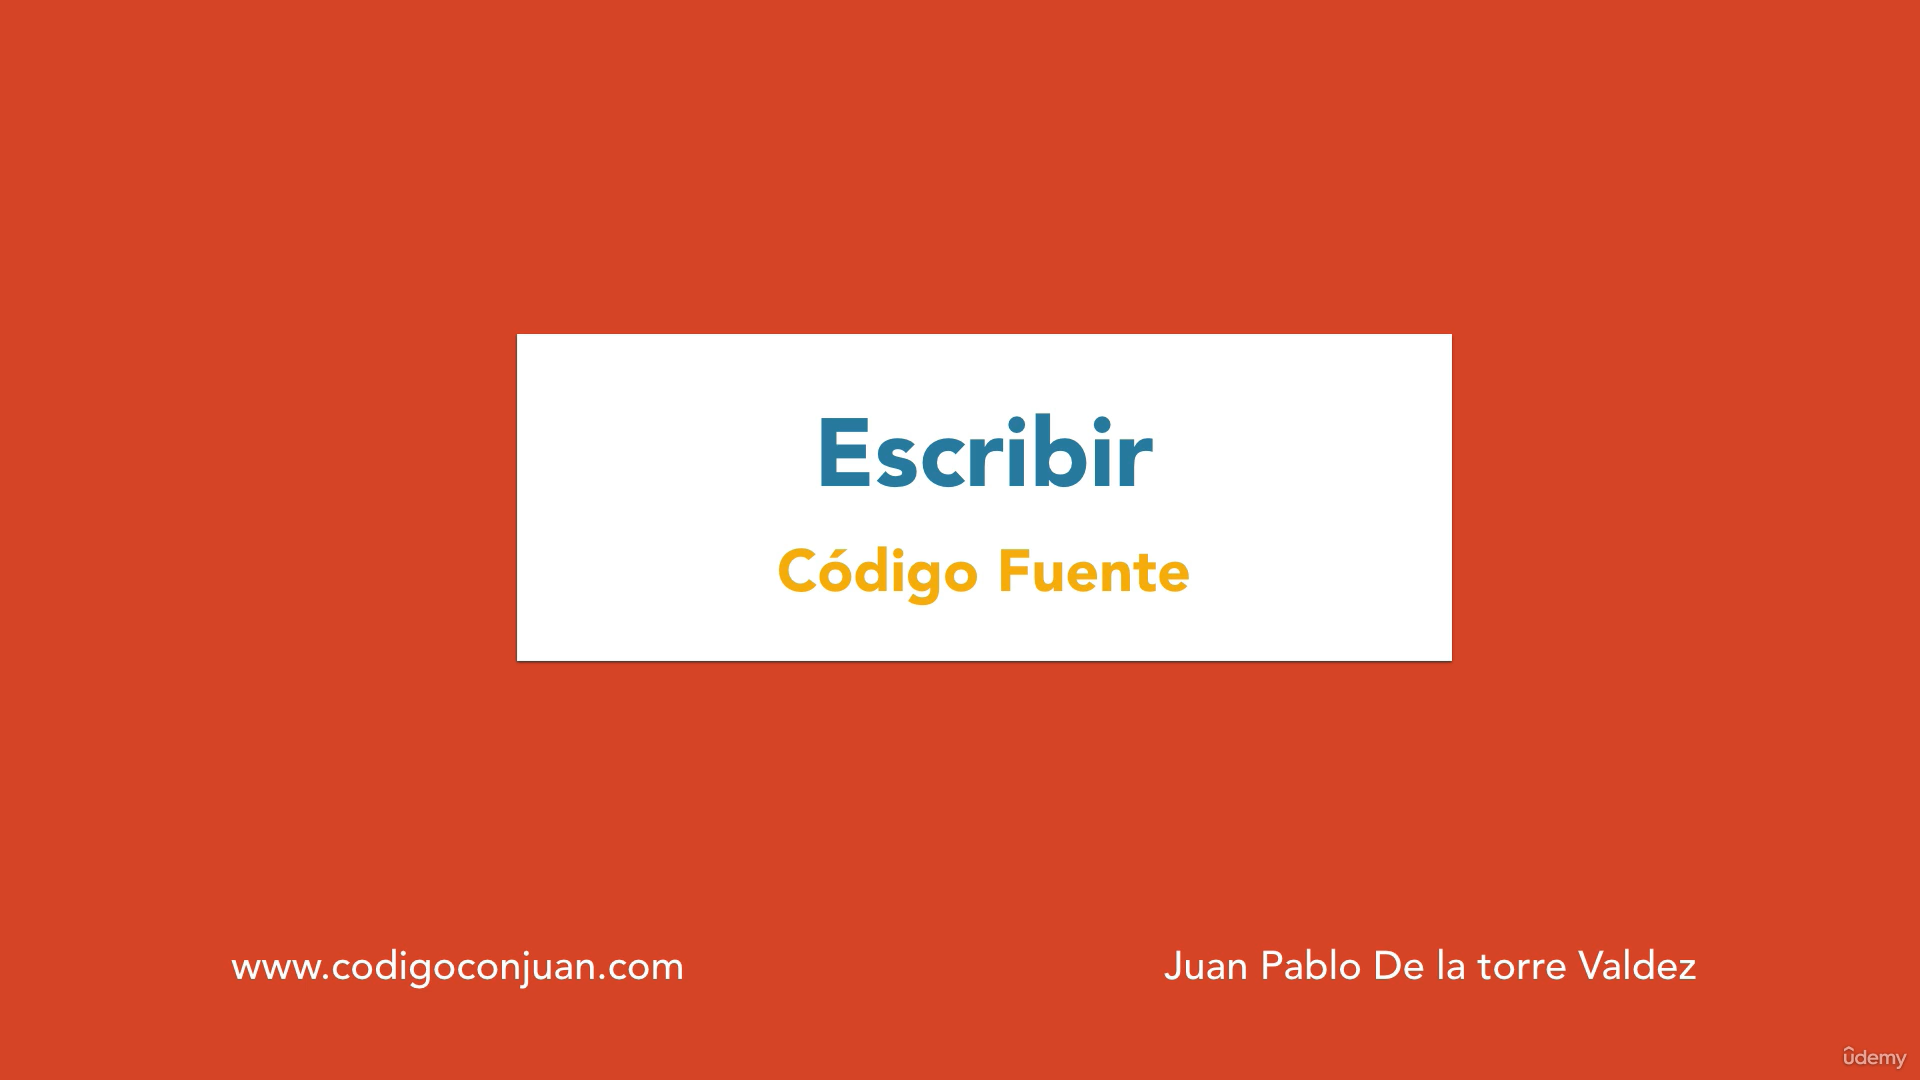 Escribir
Código Fuente
www.codigoconjuan.com
Juan Pablo De la torre Valdez
ûdemy